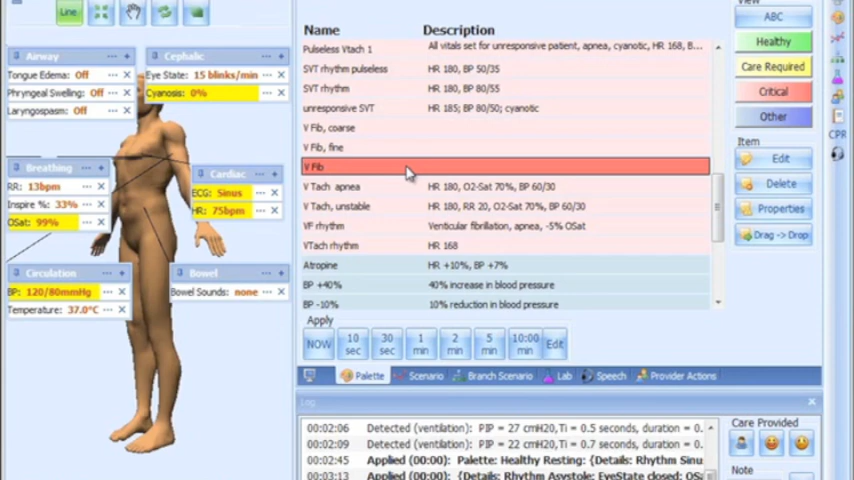 View
Line
ABC
Name Description
Healthy
Pulseless Vtach 1 All vitals set for unresponsive patient, apnea, cyanotic, HR 168, B...
Airway ... -
Cephalic ... +
Care Required
SVT rhythm pulseless HR 180, BP 50/35
Tongue Edema: Off ... ×
Eye State: 15 blinks/min ... ×
SVT rhythm HR 180, BP 80/55
Critical
Phryngeal Swelling: Off ... ×
Cyanosis: 0% ... ×
unresponsive SVT HR 185; BP 80/50; cyanotic
Laryngospasm: Off ... ×
Other
V Fib, coarse
CPR
Item
V Fib, fine
Edit
Breathing ... +
V Fib
Cardiac ... +
Delete
RR: 13bpm ... ×
ECG: Sinus ... ×
V Tach apnea HR 180, O2-Sat 70%, BP 60/30
Inspire %: 33% ... ×
HR: 75bpm ... ×
V Tach, unstable HR 180, RR 20, O2-Sat 70%, BP 60/30
Properties
OSat: 99% ... ×
VF rhythm Venticular fibrillation, apnea, -5% OSat
Drag -> Drop
VTach rhythm HR 168
Circulation ... +
Bowel ... +
Atropine HR +10%, BP +7%
BP: 120/80mmHg ... ×
Bowel Sounds: none ... ×
BP +40% 40% increase in blood pressure
Temperature: 37.0°C ... ×
BP -10% 10% reduction in blood pressure
Apply
NOW 10 sec 30 sec 1 min 2 min 5 min 10:00 min Edit
Palette Scenario Branch Scenario Lab Speech Provider Actions
Log ×
00:02:06 Detected (ventilation): PIP = 27 cmH20,Ti = 0.5 seconds, duration = 0.
Care Provided
00:02:09 Detected (ventilation): PIP = 22 cmH20,Ti = 0.7 seconds, duration = 0.
00:02:45 Applied (00:00): Palette: Healthy Resting: {Details: Rhythm Sinu
Note
00:03:13 Applied (00:00): {Details: Rhythm Asystole: EyeState closed: OSa